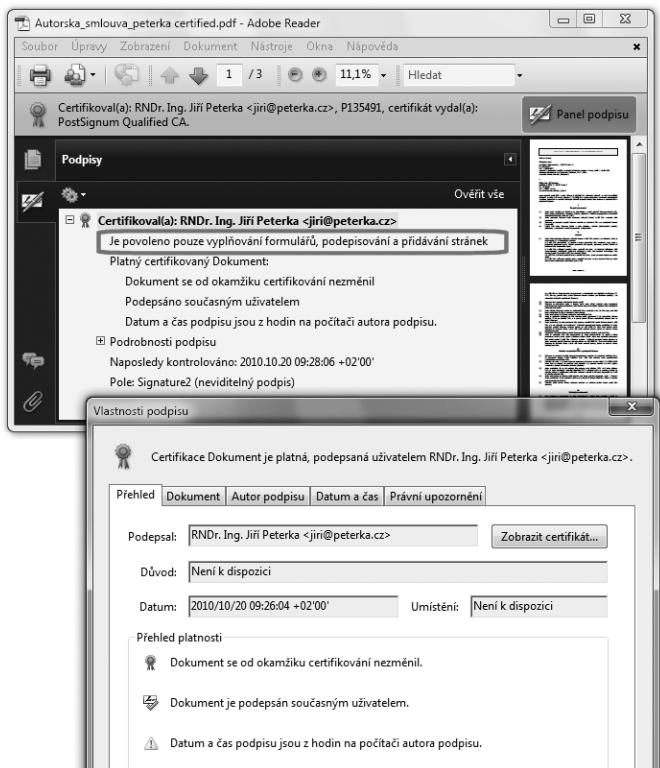 Autorska_smlouva_peterka certified.pdf - Adobe Reader
Soubor Úpravy Zobrazení Dokument Nástroje Okna Nápověda
1 / 3 11,1% Hledat
Certifikoval(a): RNDr. Ing. Jiří Peterka <jiri@peterka.cz>, P135491, certifikát vydal(a):
PostSignum Qualified CA.
Panel podpisu
Podpisy
Ověřit vše
Certifikoval(a): RNDr. Ing. Jiří Peterka <jiri@peterka.cz>
Je povoleno pouze vyplňování formulářů, podepisování a přidávání stránek
Platný certifikovaný Dokument:
Dokument se od okamžiku certifikování nezměnil
Podepsáno současným uživatelem
Datum a čas podpisu jsou z hodin na počítači autora podpisu.
Podrobnosti podpisu
Naposledy kontrolováno: 2010.10.20 09:28:06 +02'00'
Pole: Signature2 (neviditelný podpis)
Vlastnosti podpisu
Certifikace Dokument je platná, podepsaná uživatelem RNDr. Ing. Jiří Peterka <jiri@peterka.cz>.
Přehled Dokument Autor podpisu Datum a čas Právní upozornění
Podepsal: RNDr. Ing. Jiří Peterka <jiri@peterka.cz> Zobrazit certifikát...
Důvod: Není k dispozici
Datum: 2010/10/20 09:26:04 +02'00' Umístění: Není k dispozici
Přehled platnosti
Dokument se od okamžiku certifikování nezměnil.
Dokument je podepsán současným uživatelem.
Datum a čas podpisu jsou z hodin na počítači autora podpisu.